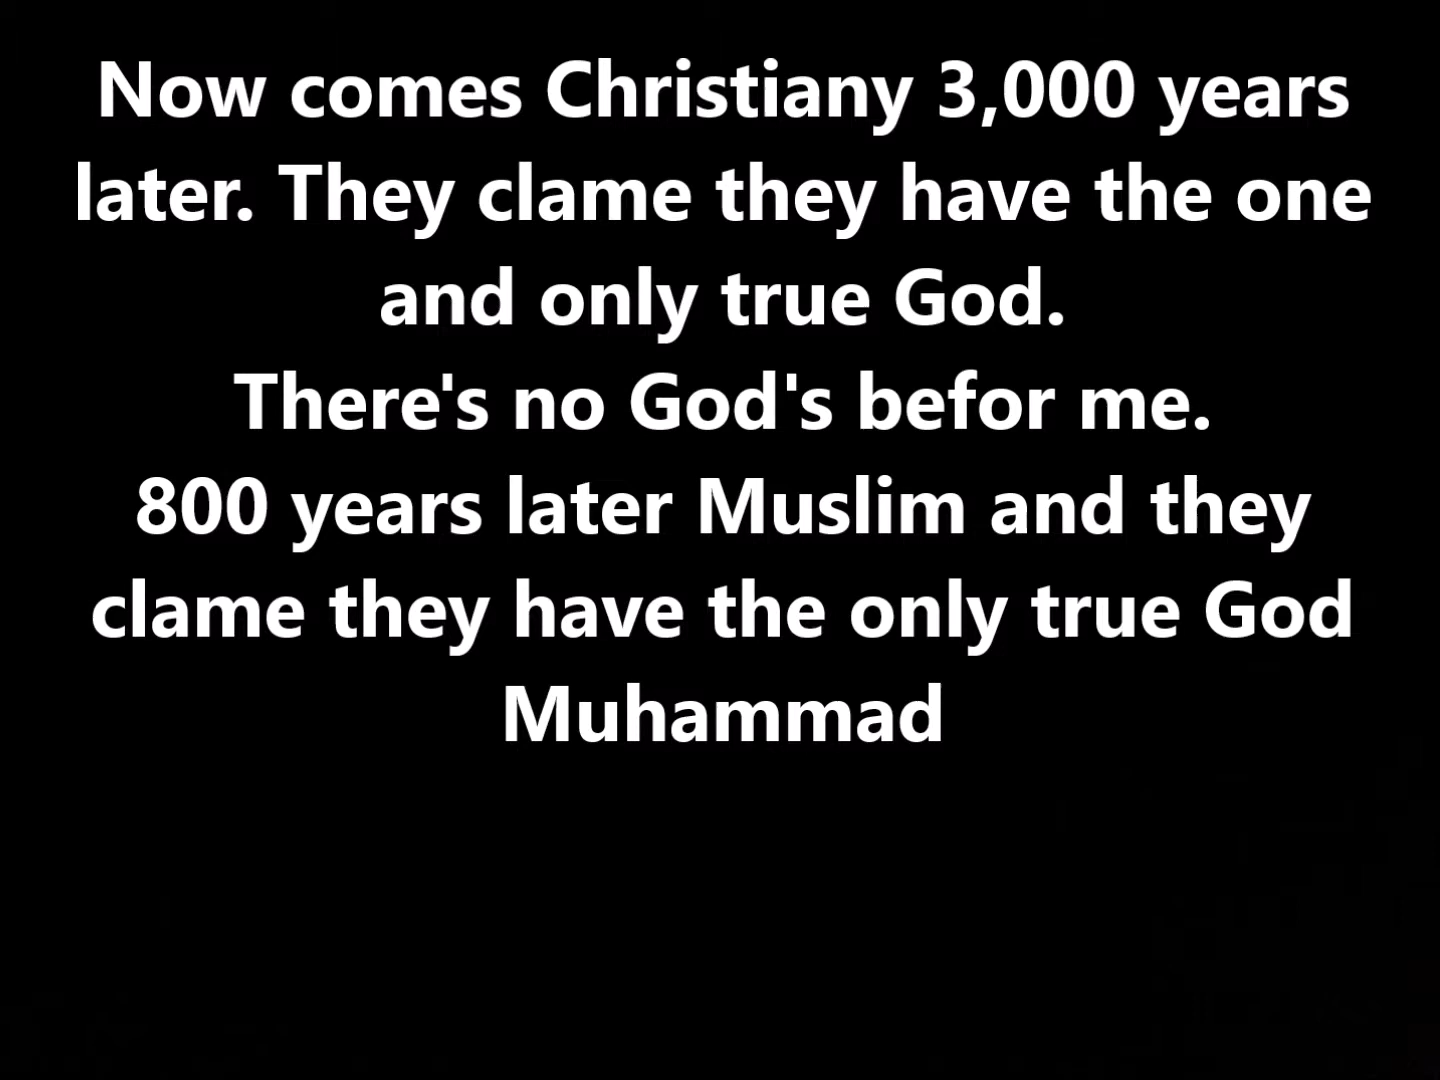 Now comes Christiany 3,000 years
later. They clame they have the one
and only true God.
There's no God's befor me.
800 years later Muslim and they
clame they have the only true God
Muhammad